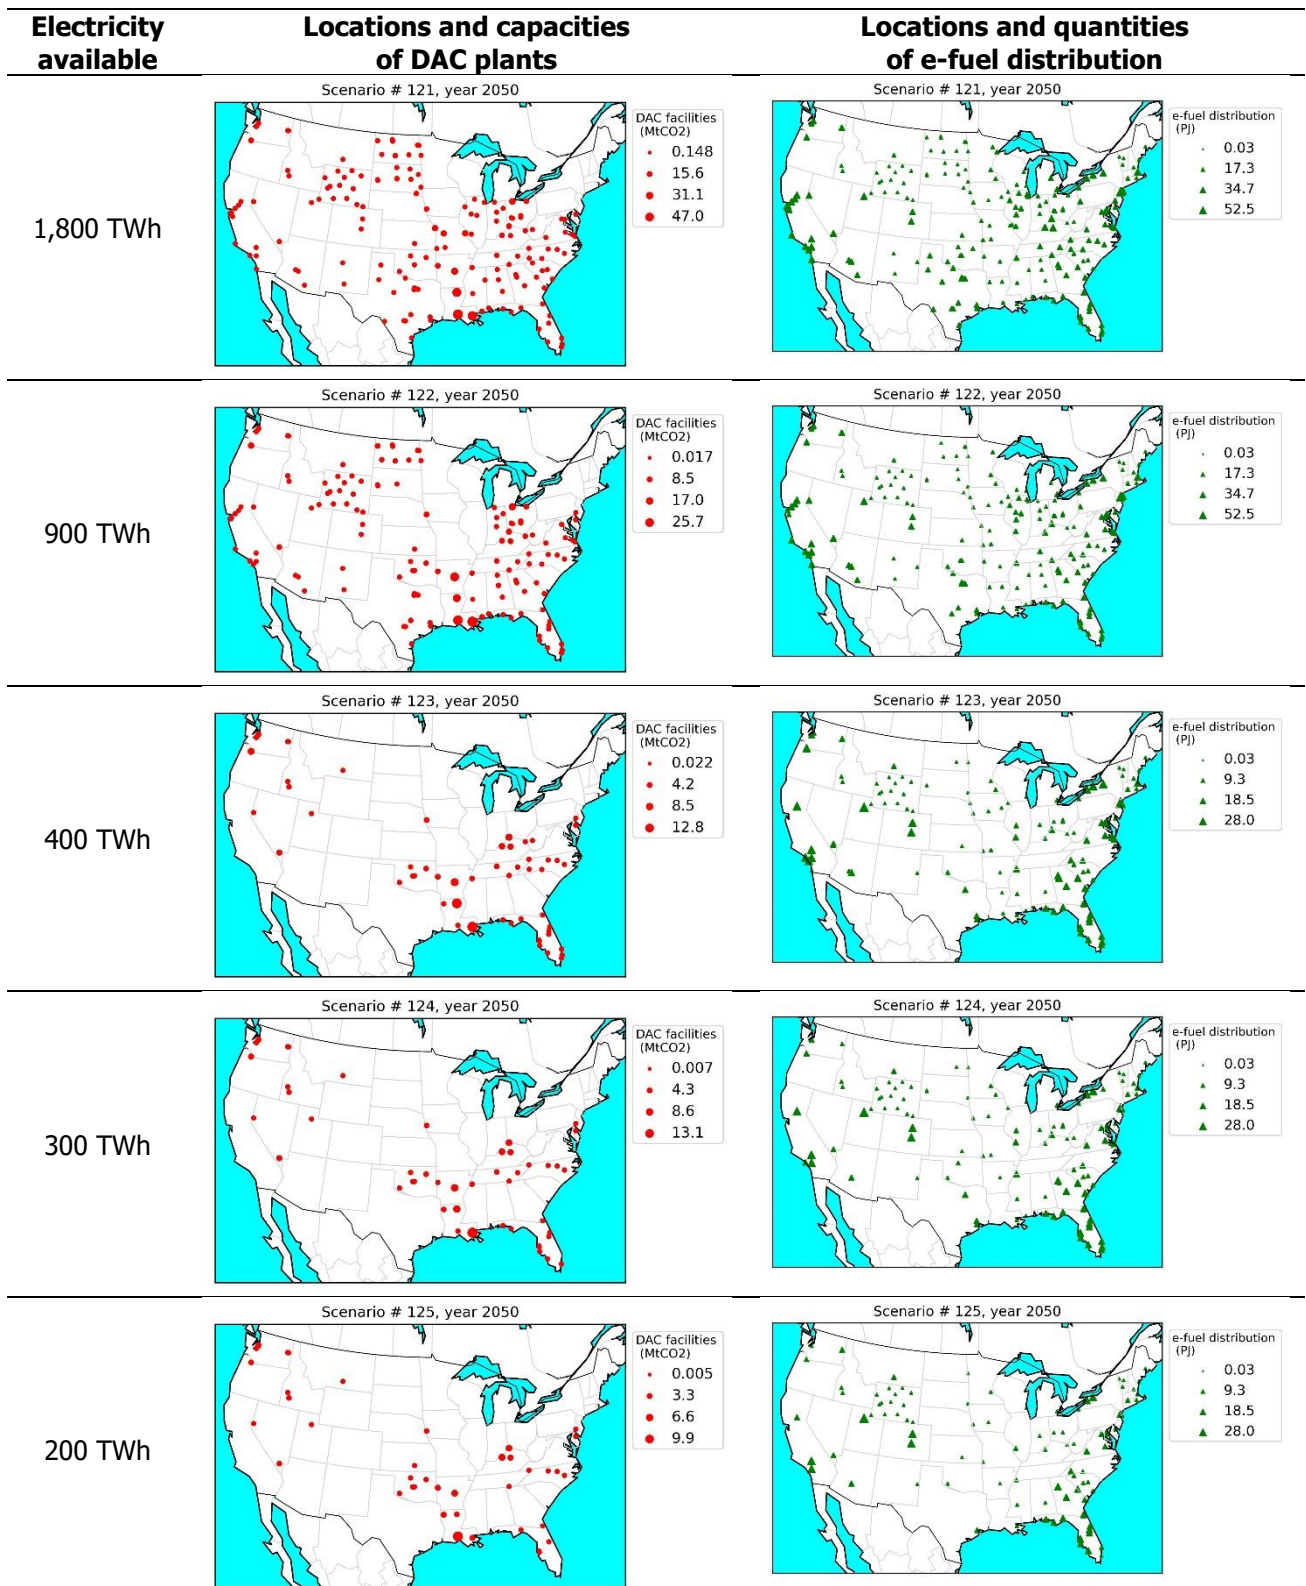 Electricity
available
Locations and capacities
of DAC plants
Locations and quantities
of e-fuel distribution
1,800 TWh
Scenario # 121, year 2050
DAC facilities
(MtCO2)
0.148
15.6
31.1
47.0
Scenario # 121, year 2050
e-fuel distribution
(PJ)
0.03
17.3
34.7
52.5
900 TWh
Scenario # 122, year 2050
DAC facilities
(MtCO2)
0.017
8.5
17.0
25.7
Scenario # 122, year 2050
e-fuel distribution
(PJ)
0.03
17.3
34.7
52.5
400 TWh
Scenario # 123, year 2050
DAC facilities
(MtCO2)
0.022
4.2
8.5
12.8
Scenario # 123, year 2050
e-fuel distribution
(PJ)
0.03
9.3
18.5
28.0
300 TWh
Scenario # 124, year 2050
DAC facilities
(MtCO2)
0.007
4.3
8.6
13.1
Scenario # 124, year 2050
e-fuel distribution
(PJ)
0.03
9.3
18.5
28.0
200 TWh
Scenario # 125, year 2050
DAC facilities
(MtCO2)
0.005
3.3
6.6
9.9
Scenario # 125, year 2050
e-fuel distribution
(PJ)
0.03
9.3
18.5
28.0